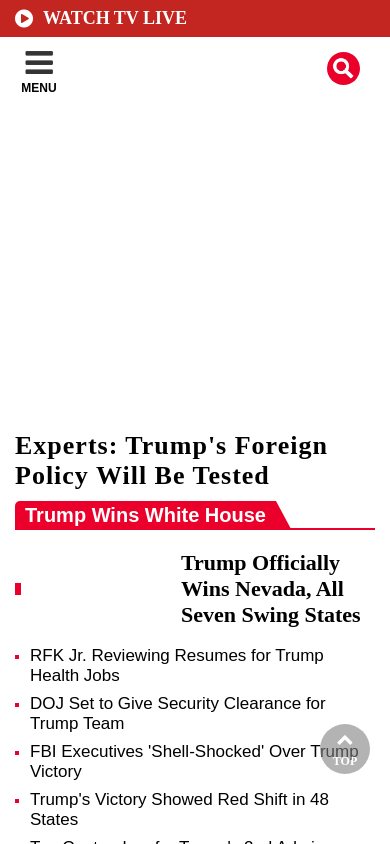 WATCH TV LIVE
MENU
Experts: Trump's Foreign
Policy Will Be Tested
Trump Wins White House
Trump Officially
Wins Nevada, All
Seven Swing States
RFK Jr. Reviewing Resumes for Trump
Health Jobs
DOJ Set to Give Security Clearance for
Trump Team
FBI Executives 'Shell-Shocked' Over Trump
Victory
TOP
Trump's Victory Showed Red Shift in 48
States